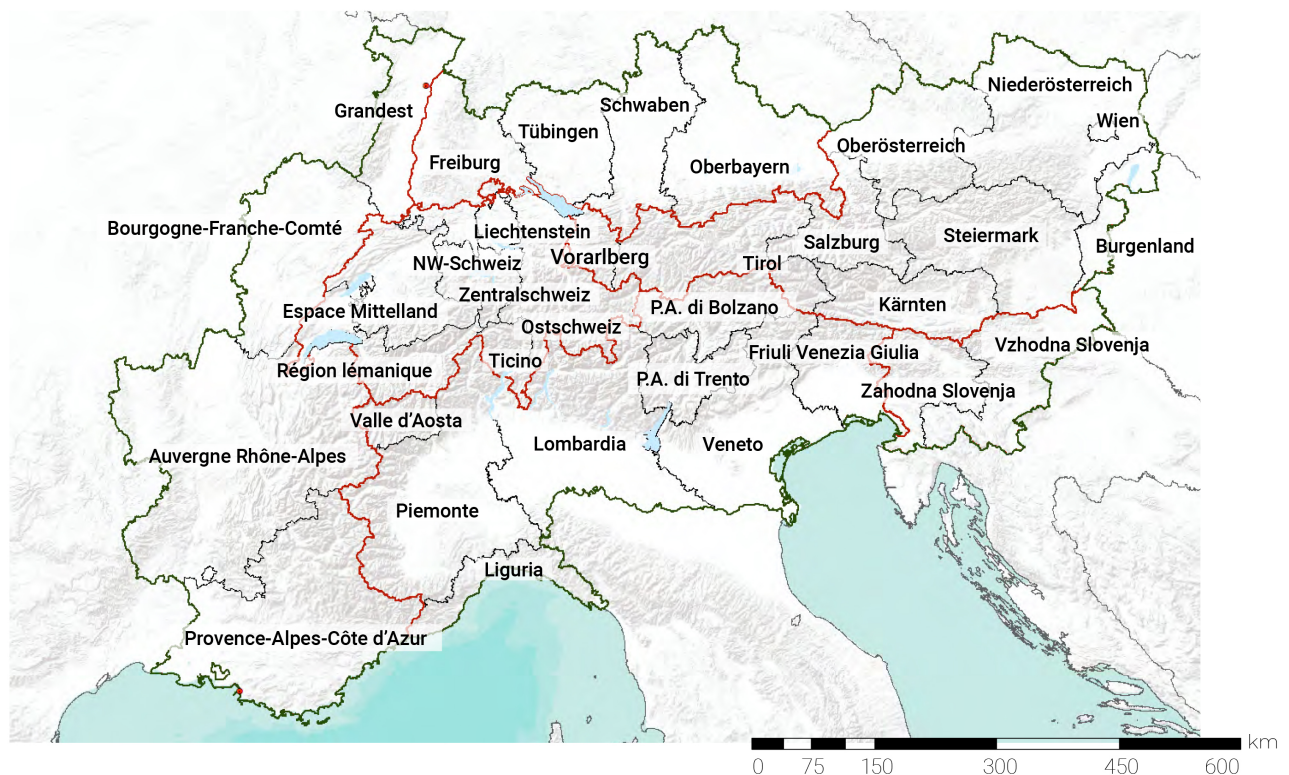 Niederösterreich
Schwaben
Grandest
Wien
Tübingen
Oberösterreich
Freiburg
Oberbayern
Bourgogne-Franche-Comté
Liechtenstein
Steiermark
Salzburg
Burgenland
Vorarlberg
NW-Schweiz
Tirol
Zentralschweiz
Kärnten
P.A. di Bolzano
Espace Mittelland
Ostschweiz
Vzhodna Slovenija
Friuli Venezia Giulia
Ticino
Région lémanique
P.A. di Trento
Zahodna Slovenija
Valle d'Aosta
Lombardia
Veneto
Auvergne Rhône-Alpes
Piemonte
Liguria
Provence-Alpes-Côte d'Azur
km
0 75 150 300 450 600